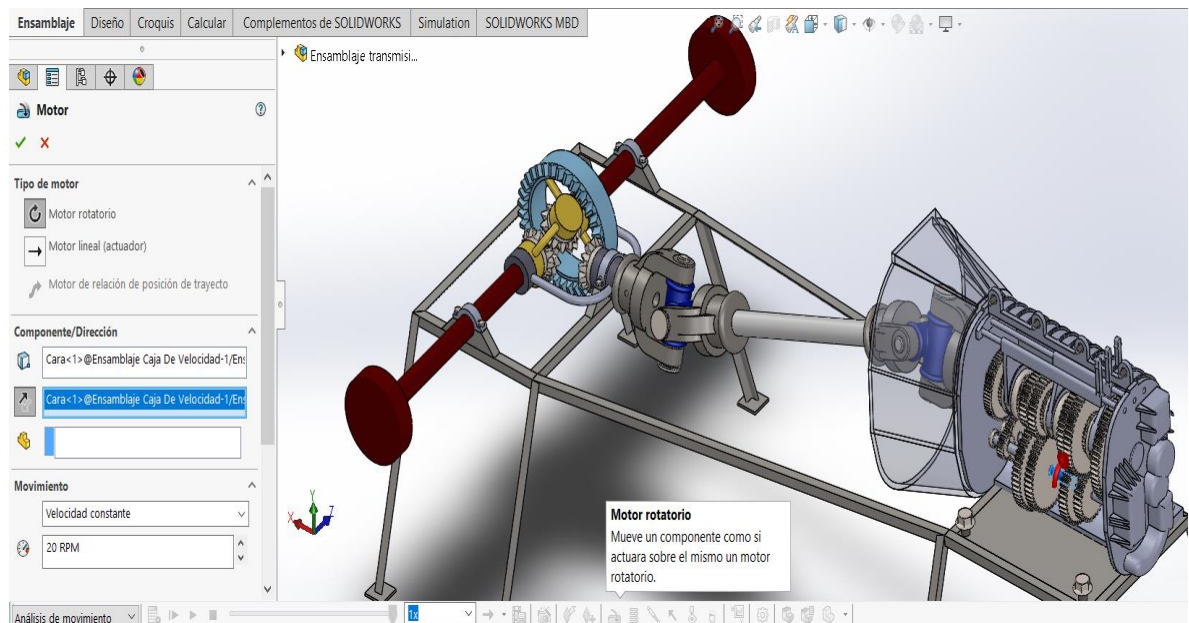 Ensamblaje Diseño Croquis Calcular Complementos de SOLIDWORKS Simulation SOLIDWORKS MBD
Ensamblaje transmisi...
Motor
Tipo de motor
Motor rotatorio
Motor lineal (actuador)
Motor de relación de posición de trayecto
Componente/Dirección
Cara<1>@Ensamblaje Caja De Velocidad-1/Ens
Cara<1>@Ensamblaje Caja De Velocidad-1/Ens
Movimiento
Velocidad constante
20 RPM
Y
X
Z
Motor rotatorio
Mueve un componente como si
actuara sobre el mismo un motor
rotatorio.
Análisis de movimiento
1x